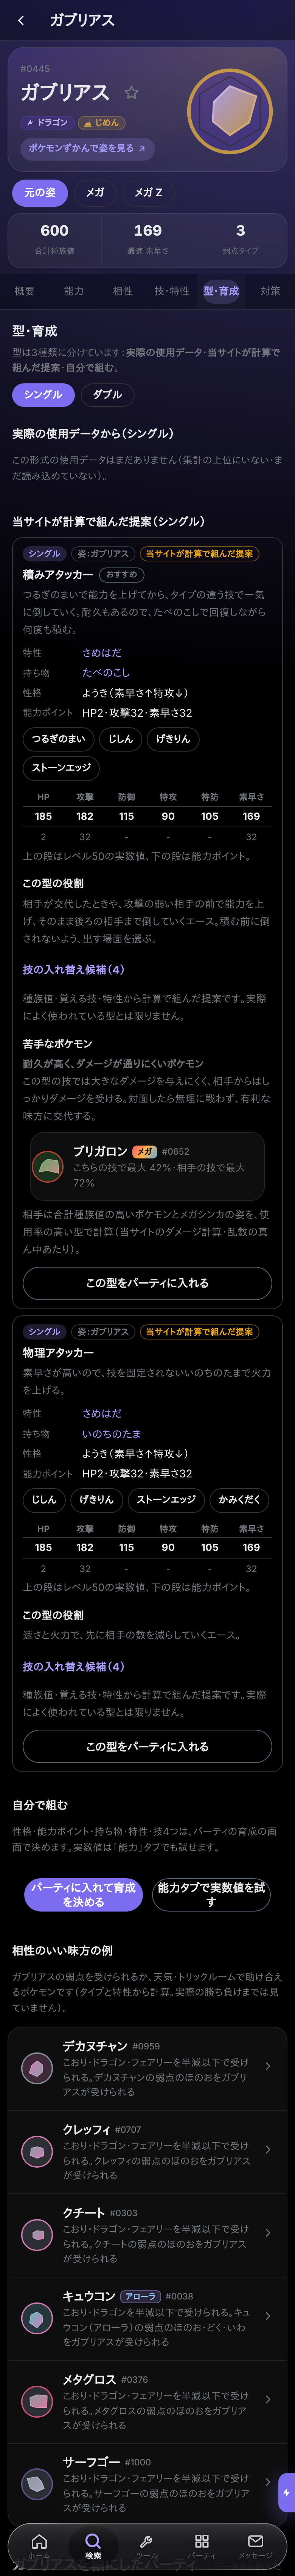 ガブリアス
#0445
ガブリアス
ドラゴン じめん
ポケモンずかんで姿を見る ↗
元の姿 メガ メガ Z
600 169 3
合計種族値 最速 素早さ 弱点タイプ
概要 能力 相性 技・特性 型・育成 対策
型・育成
型は3種類に分けています：実際の使用データ・当サイトが計算で
組んだ提案・自分で組む。
シングル ダブル
実際の使用データから（シングル）
この形式の使用データはまだありません（集計の上位にいない・ま
だ読み込めていない）。
当サイトが計算で組んだ提案（シングル）
シングル 姿：ガブリアス 当サイトが計算で組んだ提案
積みアタッカー おすすめ
つるぎのまいで能力を上げてから、タイプの違う技で一気
に倒していく。耐久もあるので、たべのこしで回復しながら
何度も積む。
特性 さめはだ
持ち物 たべのこし
性格 ようき（素早さ↑特攻↓）
能力ポイント HP2・攻撃32・素早さ32
つるぎのまい じしん げきりん
ストーンエッジ
HP 攻撃 防御 特攻 特防 素早さ
185 182 115 90 105 169
2 32 - - - 32
上の段はレベル50の実数値、下の段は能力ポイント。
この型の役割
相手が交代したときや、攻撃の弱い相手の前で能力を上
げ、そのまま後ろの相手まで倒していくエース。積む前に倒
されないよう、出す場面を選ぶ。
技の入れ替え候補（4）
種族値・覚える技・特性から計算で組んだ提案です。実際
によく使われている型とは限りません。
苦手なポケモン
耐久が高く、ダメージが通りにくいポケモン
この型の技では大きなダメージを与えにくく、相手からはし
っかりダメージを受ける。対面したら無理に戦わず、有利な
味方に交代する。
ブリガロン メガ #0652
こちらの技で最大 42%・相手の技で最大
72%
相手は合計種族値の高いポケモンとメガシンカの姿を、使
用率の高い型で計算（当サイトのダメージ計算・乱数の真
ん中あたり）。
この型をパーティに入れる
シングル 姿：ガブリアス 当サイトが計算で組んだ提案
物理アタッカー
素早さが高いので、技を固定されないいのちのたまで火力
を上げる。
特性 さめはだ
持ち物 いのちのたま
性格 ようき（素早さ↑特攻↓）
能力ポイント HP2・攻撃32・素早さ32
じしん げきりん ストーンエッジ かみくだく
HP 攻撃 防御 特攻 特防 素早さ
185 182 115 90 105 169
2 32 - - - 32
上の段はレベル50の実数値、下の段は能力ポイント。
この型の役割
速さと火力で、先に相手の数を減らしていくエース。
技の入れ替え候補（4）
種族値・覚える技・特性から計算で組んだ提案です。実際
によく使われている型とは限りません。
この型をパーティに入れる
自分で組む
性格・能力ポイント・持ち物・特性・技4つは、パーティの育成の画
面で決めます。実数値は「能力」タブでも試せます。
パーティに入れて育成
を決める
能力タブで実数値を試
す
相性のいい味方の例
ガブリアスの弱点を受けられるか、天気・トリックルームで助け合え
るポケモンです（タイプと特性から計算。実際の勝ち負けまでは見
ていません）。
デカヌチャン #0959
こおり・ドラゴン・フェアリーを半減以下で受け
られる。デカヌチャンの弱点のほのおをガブリ
アスが受けられる
クレッフィ #0707
こおり・ドラゴン・フェアリーを半減以下で受け
られる。クレッフィの弱点のほのおをガブリアス
が受けられる
クチート #0303
こおり・ドラゴン・フェアリーを半減以下で受け
られる。クチートの弱点のほのおをガブリアス
が受けられる
キュウコン アローラ #0038
こおり・ドラゴンを半減以下で受けられる。キュ
ウコン（アローラ）の弱点のほのお・どく・いわ
をガブリアスが受けられる
メタグロス #0376
こおり・ドラゴン・フェアリーを半減以下で受け
られる。メタグロスの弱点のほのおをガブリアス
が受けられる
サーフゴー #1000
こおり・ドラゴン・フェアリーを半減以下で受け
られる。サーフゴーの弱点のほのおをガブリアス
が受けられる
ホーム 検索 ツール パーティ メッセージ